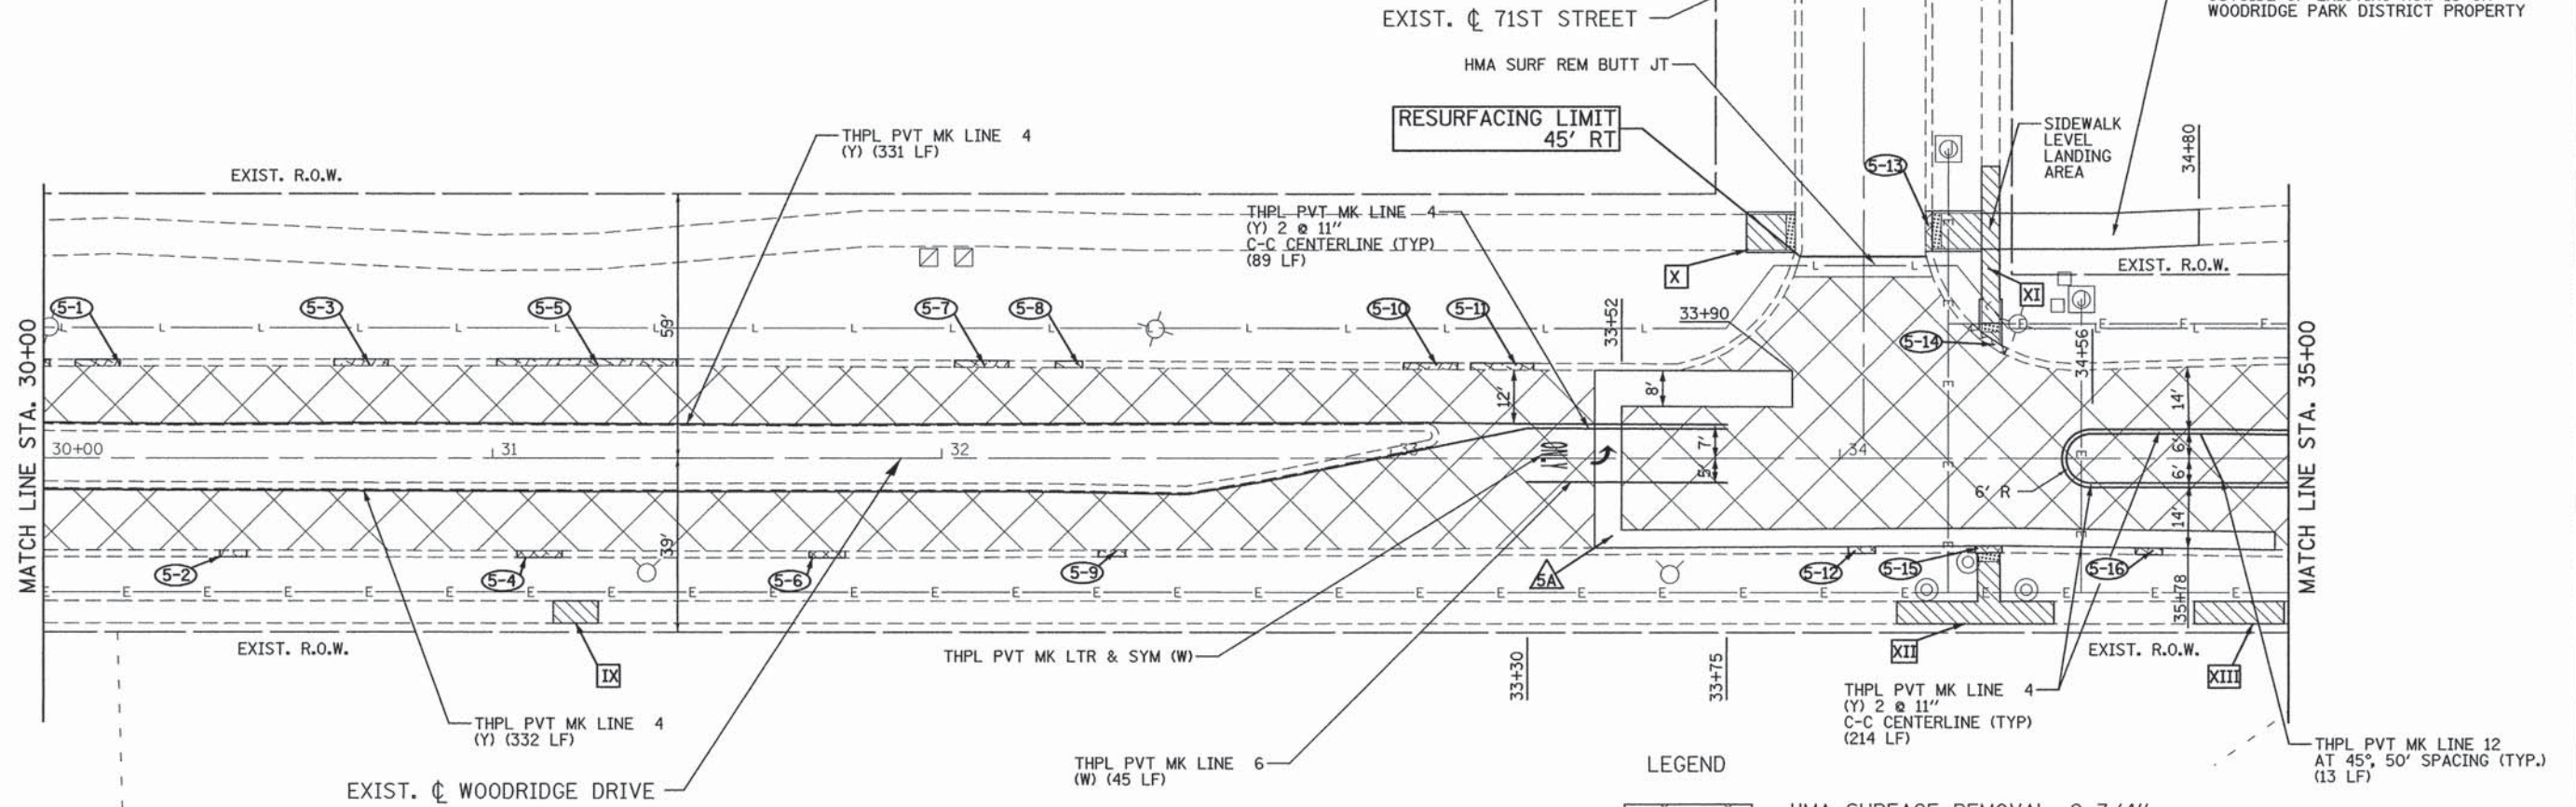 EXIST. ℄ 71ST STREET
WOODRIDGE PARK DISTRICT PROPERTY
HMA SURF REM BUTT JT
RESURFACING LIMIT
45' RT
SIDEWALK
LEVEL
LANDING
AREA
34+80
THPL PVT MK LINE 4
(Y) (331 LF)
EXIST. R.O.W.
THPL PVT MK LINE 4
(Y) 2 @ 11"
C-C CENTERLINE (TYP)
(89 LF)
5-13
X
EXIST. R.O.W.
XI
5-1
5-3
5-5
5-7
5-8
5-10
5-11
33+52
33+90
5-14
34+56
59'
MATCH LINE STA. 30+00
MATCH LINE STA. 35+00
12"
8'
14'
30+00
31
32
33
ONLY
7'
5'
34
6'
6'
6' R
14'
39'
5-2
5-4
5-6
5-9
5A
5-12
5-15
5-16
35+78
EXIST. R.O.W.
IX
THPL PVT MK LTR & SYM (W)
33+30
33+75
XII
EXIST. R.O.W.
XIII
THPL PVT MK LINE 4
(Y) (332 LF)
THPL PVT MK LINE 4
(Y) 2 @ 11"
C-C CENTERLINE (TYP)
(214 LF)
THPL PVT MK LINE 6
(W) (45 LF)
THPL PVT MK LINE 12
AT 45°, 50' SPACING (TYP.)
(13 LF)
EXIST. ℄ WOODRIDGE DRIVE
LEGEND
HMA SURFACE REMOVAL